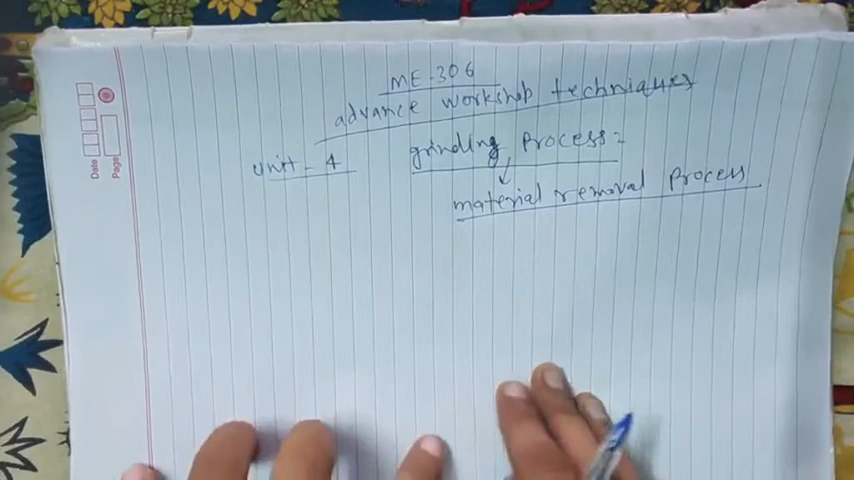 ME-306
advance workshop techniques
unit-4 grinding Process:
material removal Process
Date
Page